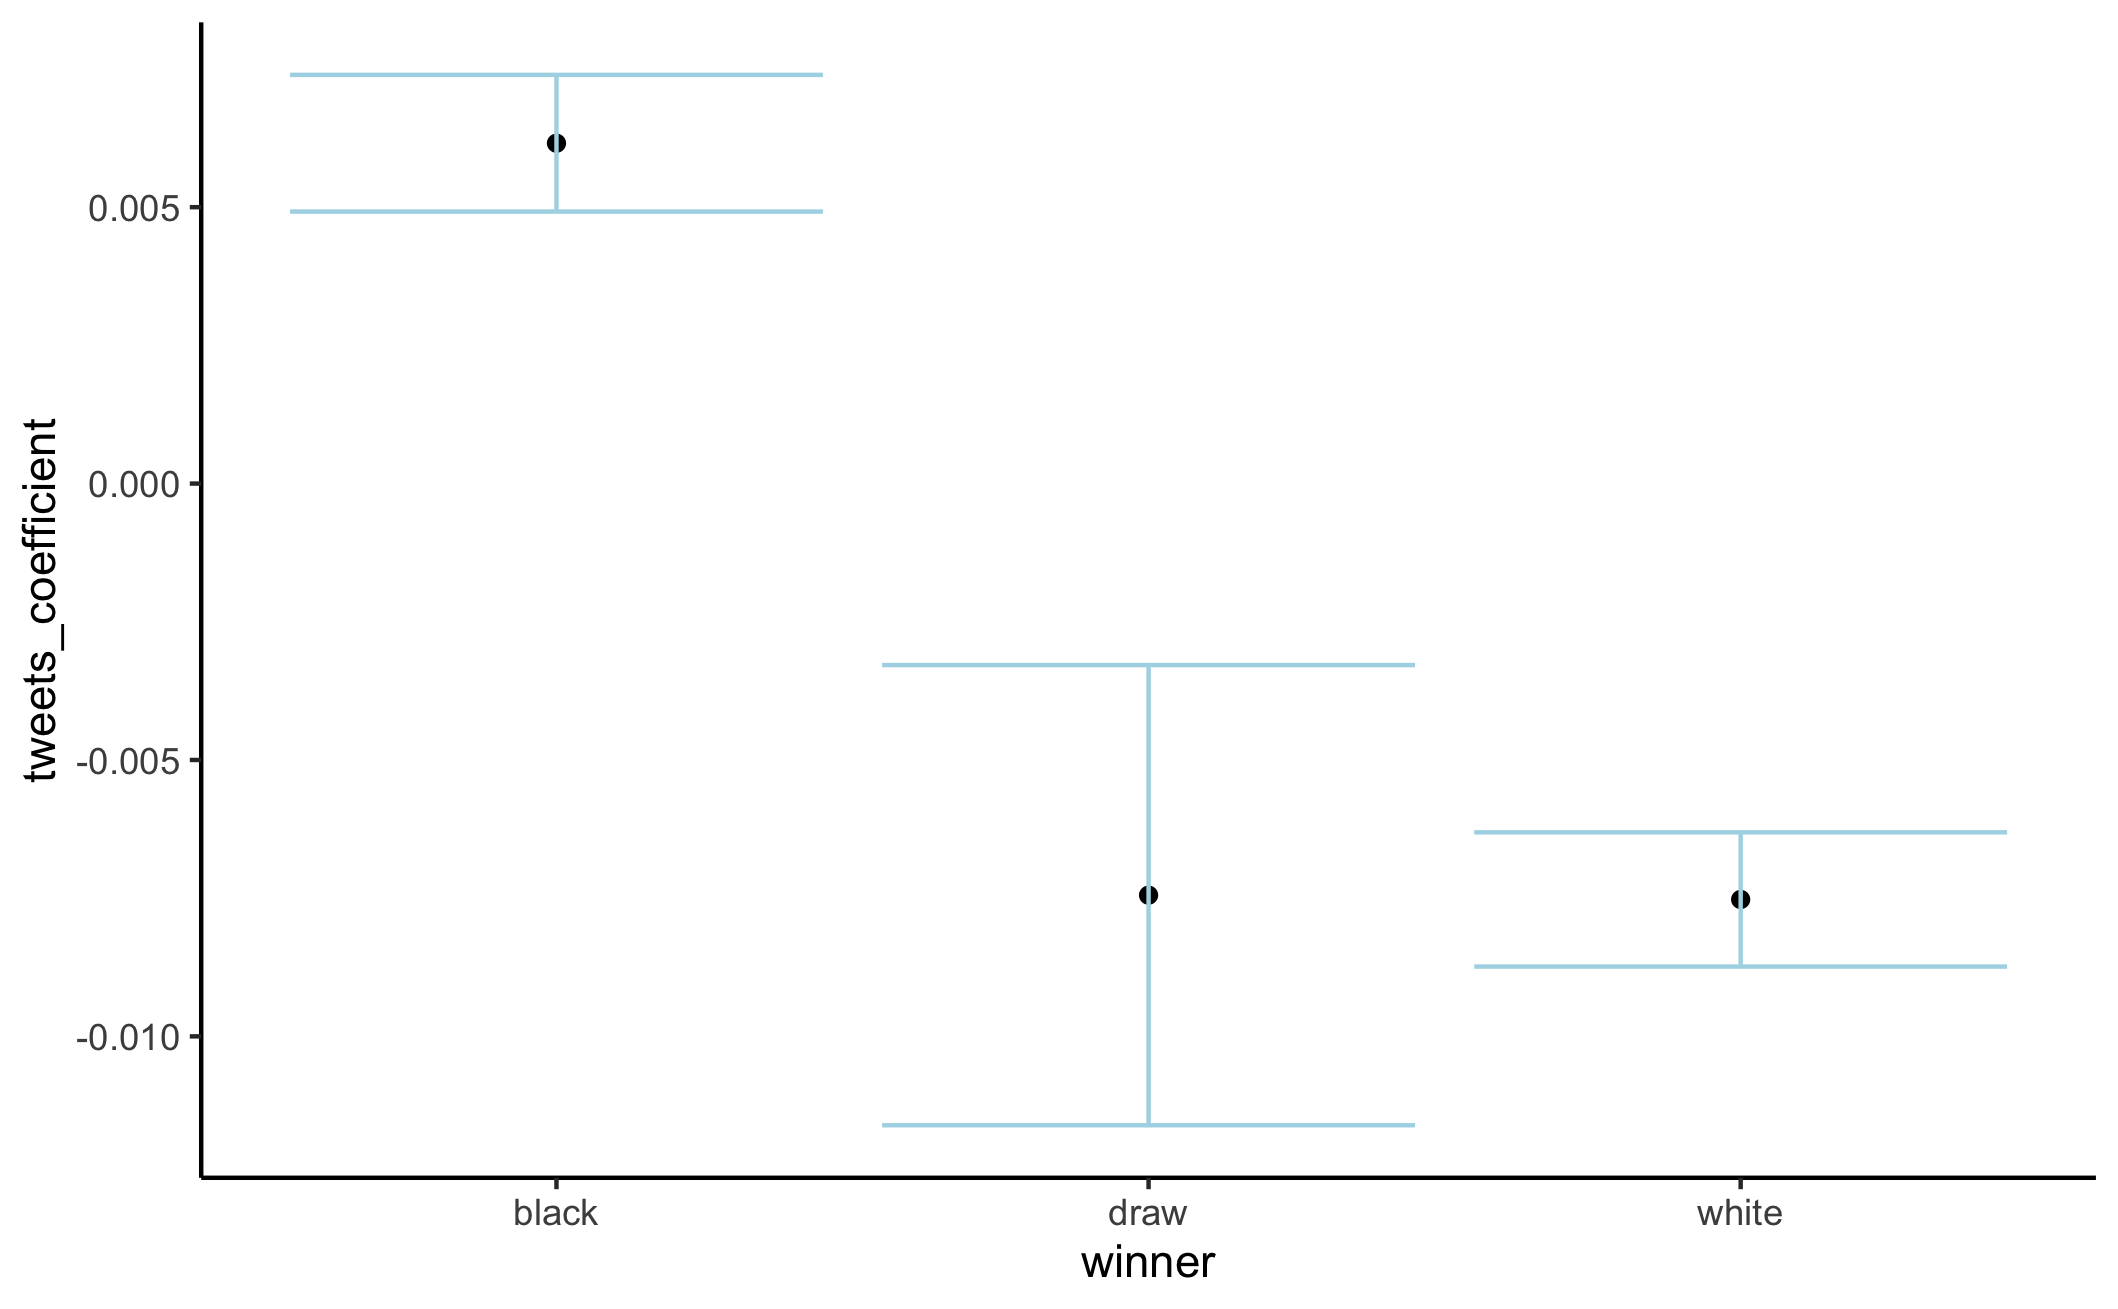 tweets_coefficient
0.005
0.000
-0.005
-0.010
black
draw
white
winner